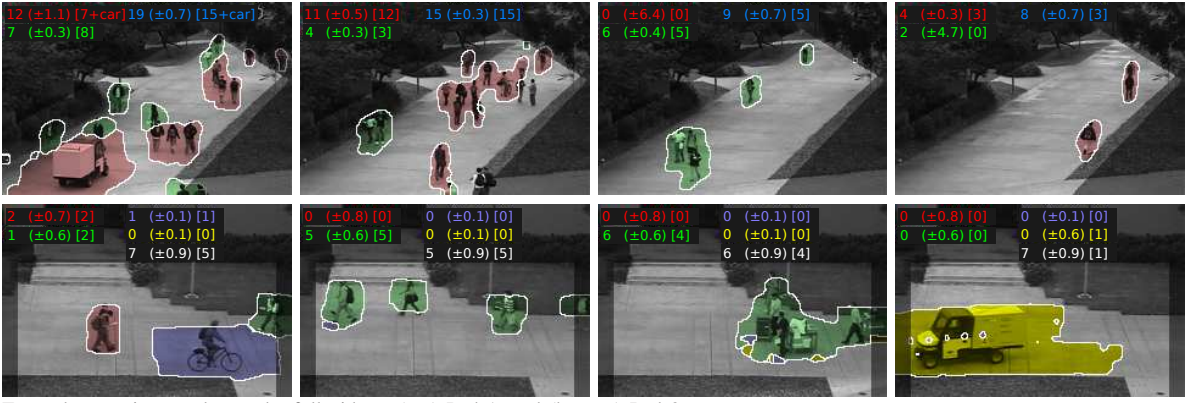 12 (±1.1) [7+car] 19 (±0.7) [15+car]
7 (±0.3) [8]
11 (±0.5) [12] 15 (±0.3) [15]
4 (±0.3) [3]
0 (±6.4) [0] 9 (±0.7) [5]
6 (±0.4) [5]
4 (±0.3) [3] 8 (±0.7) [3]
2 (±4.7) [0]
2 (±0.7) [2] 1 (±0.1) [1]
1 (±0.6) [2] 0 (±0.1) [0]
7 (±0.9) [5]
0 (±0.8) [0] 0 (±0.1) [0]
5 (±0.6) [5] 0 (±0.1) [0]
5 (±0.9) [5]
0 (±0.8) [0] 0 (±0.1) [0]
6 (±0.6) [4] 0 (±0.1) [0]
6 (±0.9) [4]
0 (±0.8) [0] 0 (±0.1) [0]
0 (±0.6) [0] 0 (±0.6) [1]
7 (±0.9) [1]